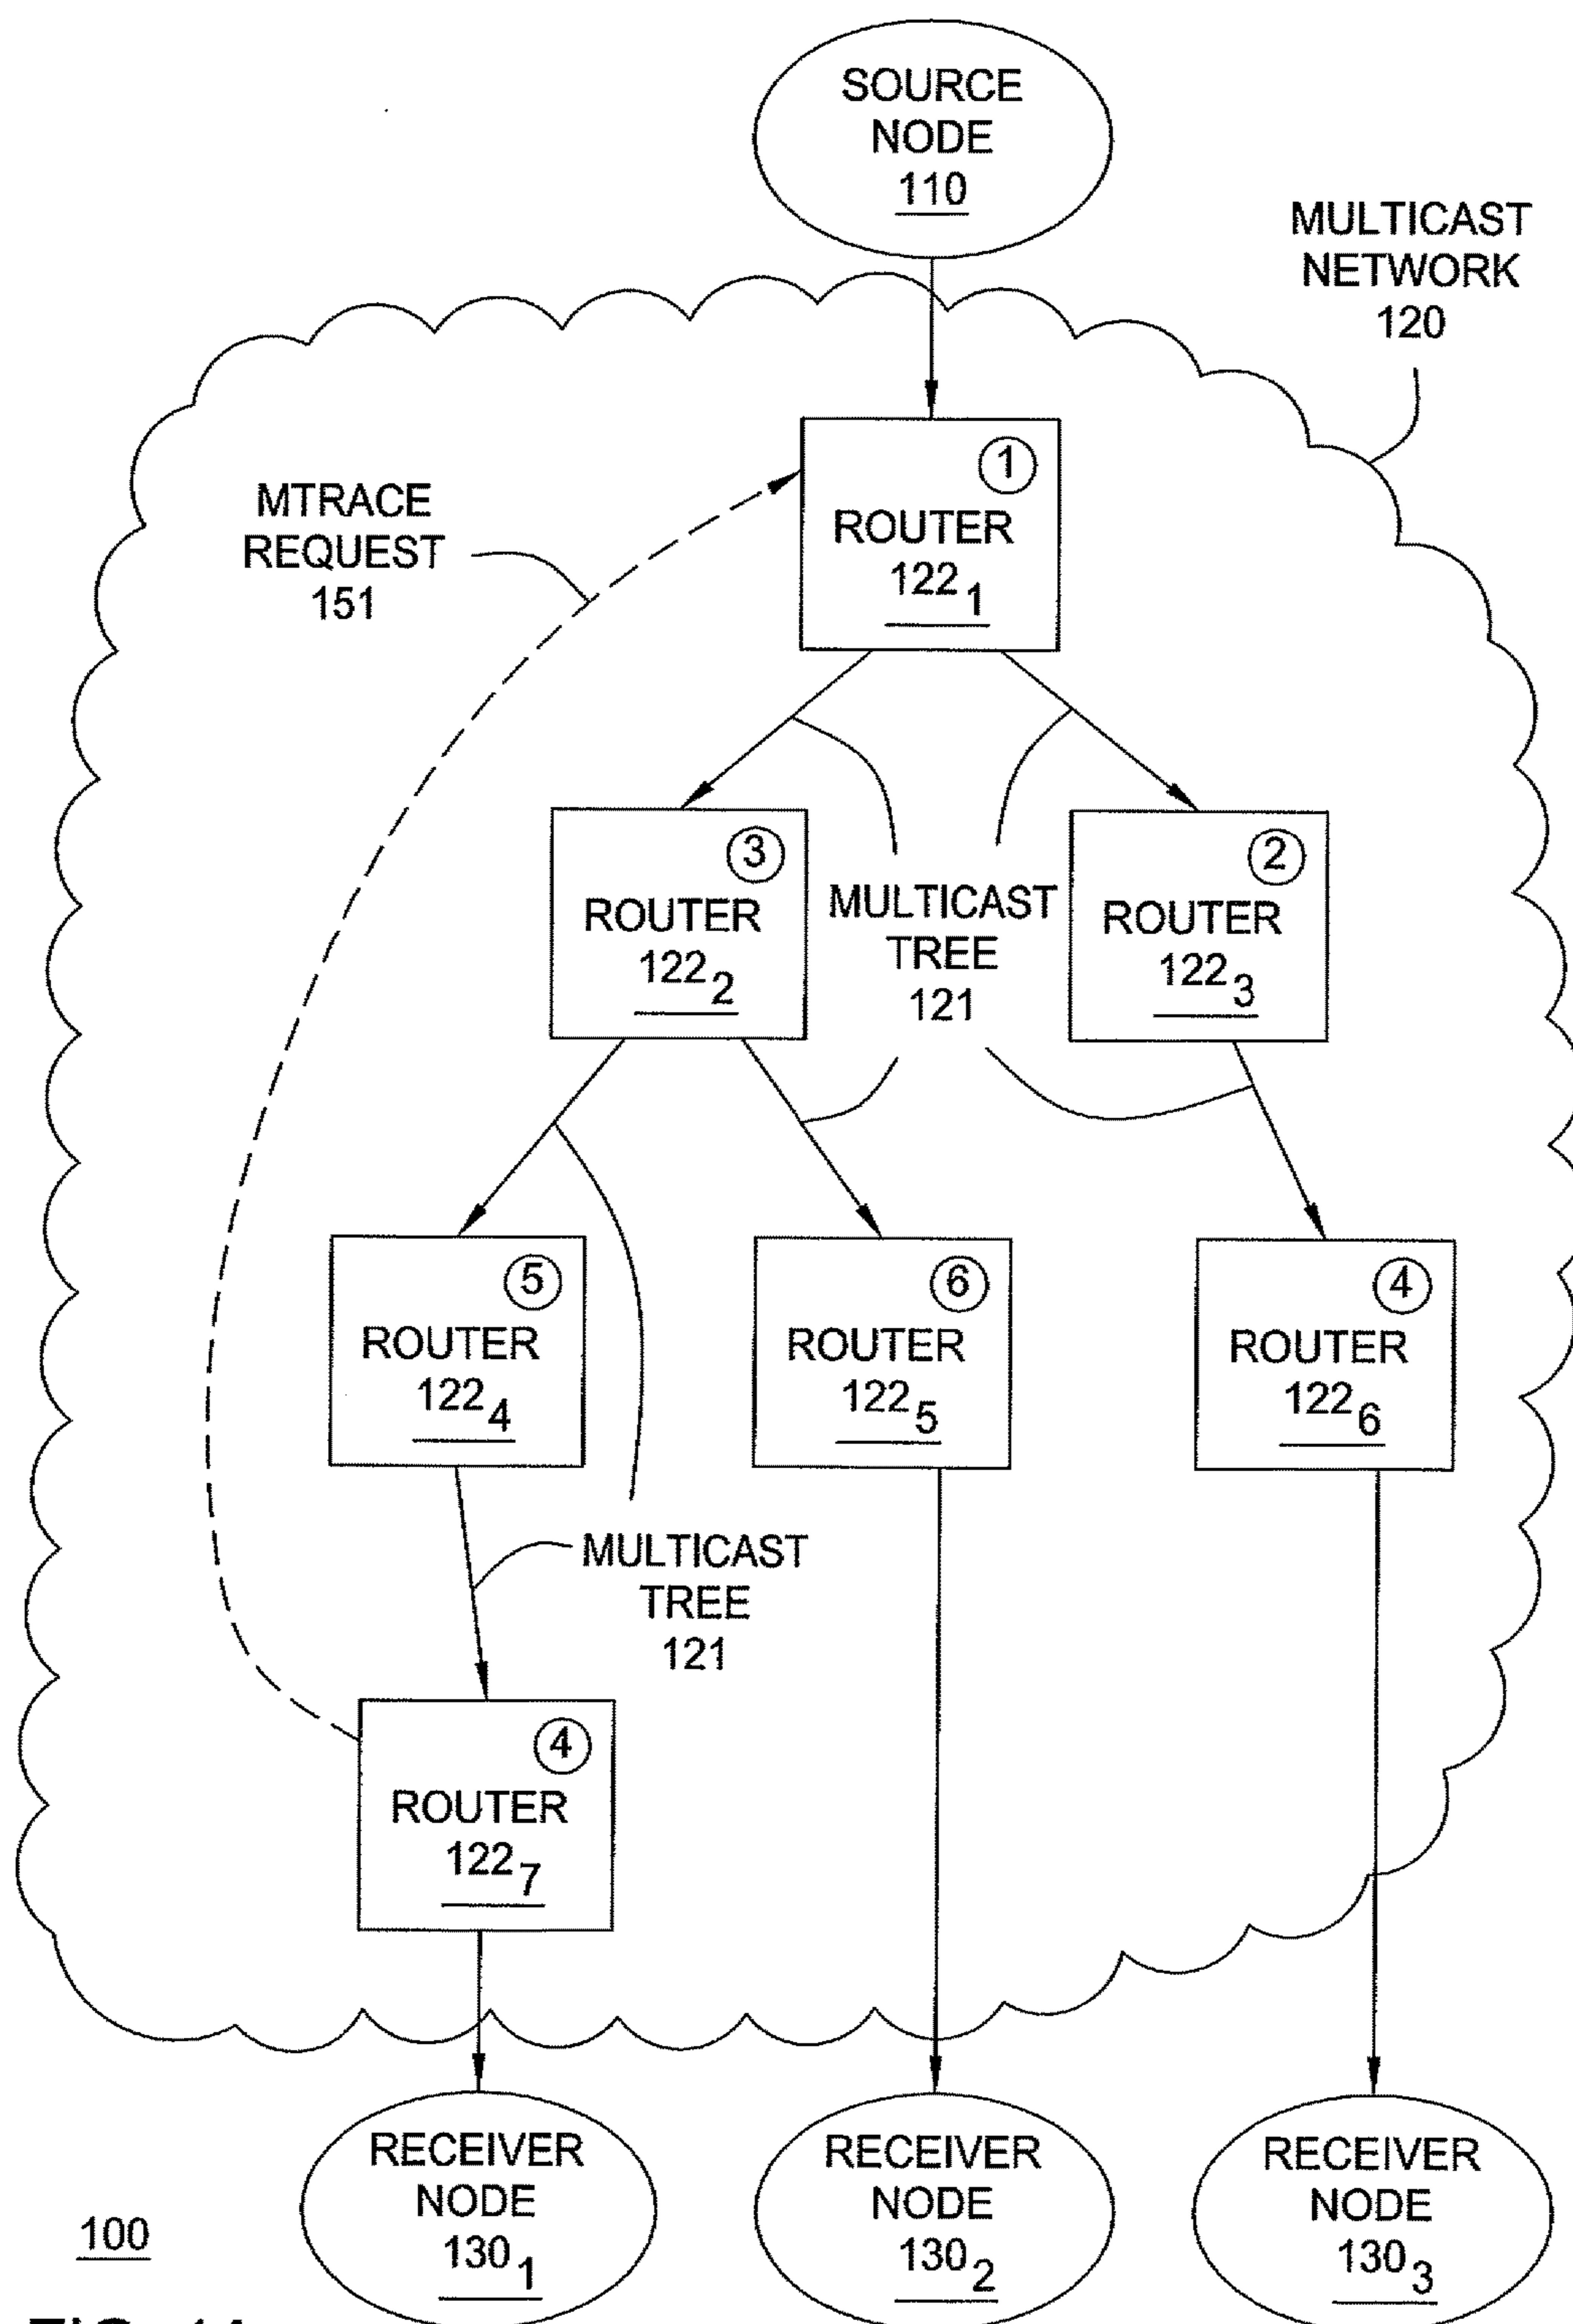 SOURCE
NODE
110
MULTICAST
NETWORK
120
MTRACE
REQUEST
151
1
ROUTER
122 1
3
ROUTER
122 2
MULTICAST
TREE
121
2
ROUTER
122 3
5
ROUTER
122 4
6
ROUTER
122 5
4
ROUTER
122 6
MULTICAST
TREE
121
4
ROUTER
122 7
RECEIVER
NODE
130 1
RECEIVER
NODE
130 2
RECEIVER
NODE
130 3
100